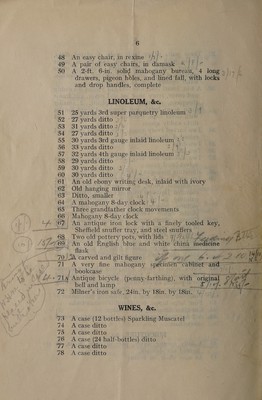 6
48 An easy chair, in rexine
49 A pair of easy chairs, in damask
50 A 2-ft. 6-in. solid mahogany bureau, 4 long
drawers, pigeon holes, and lined fall, with locks
and drop handles, complete
LINOLEUM, &c.
51 25 yards 3rd super parquetry linoleum
52 27 yards ditto
53 31 yards ditto
54 27 yards ditto
55 30 yards 3rd gauge inlaid linoleum
56 33 yards ditto
57 32 yards 4th gauge inlaid linoleum
58 29 yards ditto
59 30 yards ditto
60 30 yards ditto
61 An old ebony writing desk, inlaid with ivory
62 Old hanging mirror
63 Ditto, smaller
64 A mahogany 8-day clock
65 Three grandfather clock movements
66 Mahogany 8-day clock
67 An antique iron lock with a finely tooled key,
Sheffield snuffer tray, and steel snuffers
68 Two old pottery pots, with lids
69 An old English blue and white china medicine
flask
70 A carved and gilt figure
71 A very fine mahogany specimen cabinet and
bookcase
71A Antique bicycle (penny-farthing), with original
bell and lamp
72 Milner's iron safe, 24in. by 18in. by 18in.
WINES, &c.
73 A case (12 bottles) Sparkling Muscatel
74 A case ditto
75 A case ditto
76 A case (24 half-bottles) ditto
77 A case ditto
78 A case ditto